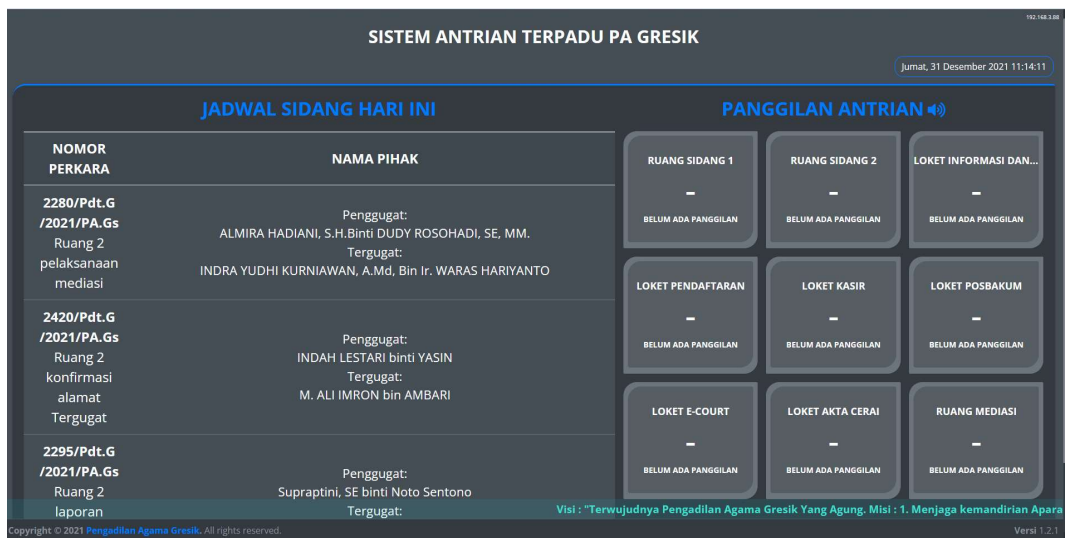 192.168.3.88
SISTEM ANTRIAN TERPADU PA GRESIK
Jumat, 31 Desember 2021 11:14:11
JADWAL SIDANG HARI INI
NOMOR
PERKARA
NAMA PIHAK
2280/Pdt.G
/2021/PA.Gs
Ruang 2
pelaksanaan
mediasi
Penggugat:
ALMIRA HADIANI, S.H.Binti DUDY ROSOHADI, SE, MM.
Tergugat:
INDRA YUDHI KURNIAWAN, A.Md, Bin Ir. WARAS HARIYANTO
2420/Pdt.G
/2021/PA.Gs
Ruang 2
konfirmasi
alamat
Tergugat
Penggugat:
INDAH LESTARI binti YASIN
Tergugat:
M. ALI IMRON bin AMBARI
2295/Pdt.G
/2021/PA.Gs
Ruang 2
laporan
Penggugat:
Supraptini, SE binti Noto Sentono
Tergugat:
PANGGILAN ANTRIAN
RUANG SIDANG 1
-
BELUM ADA PANGGILAN
RUANG SIDANG 2
-
BELUM ADA PANGGILAN
LOKET INFORMASI DAN...
-
BELUM ADA PANGGILAN
LOKET PENDAFTARAN
-
BELUM ADA PANGGILAN
LOKET KASIR
-
BELUM ADA PANGGILAN
LOKET POSBAKUM
-
BELUM ADA PANGGILAN
LOKET E-COURT
-
BELUM ADA PANGGILAN
LOKET AKTA CERAI
-
BELUM ADA PANGGILAN
RUANG MEDIASI
-
BELUM ADA PANGGILAN
Visi : "Terwujudnya Pengadilan Agama Gresik Yang Agung. Misi : 1. Menjaga kemandirian Apara
Copyright © 2021 Pengadilan Agama Gresik. All rights reserved.
Versi 1.2.1